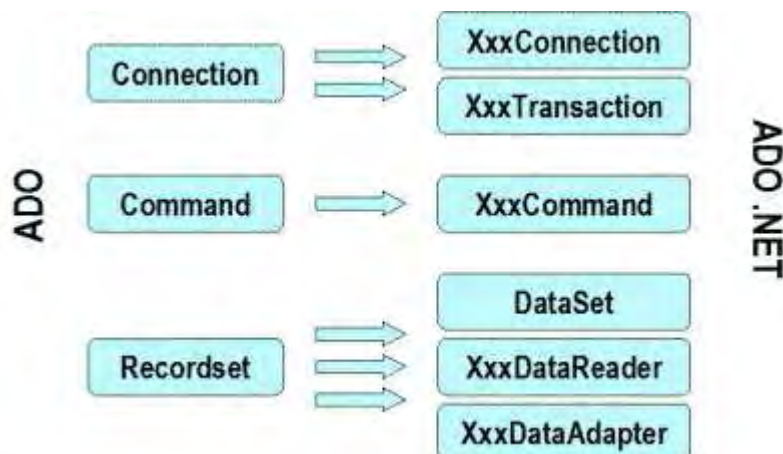 ADO
Connection
XxxConnection
XxxTransaction
Command
XxxCommand
Recordset
DataSet
XxxDataReader
XxxDataAdapter
ADO .NET